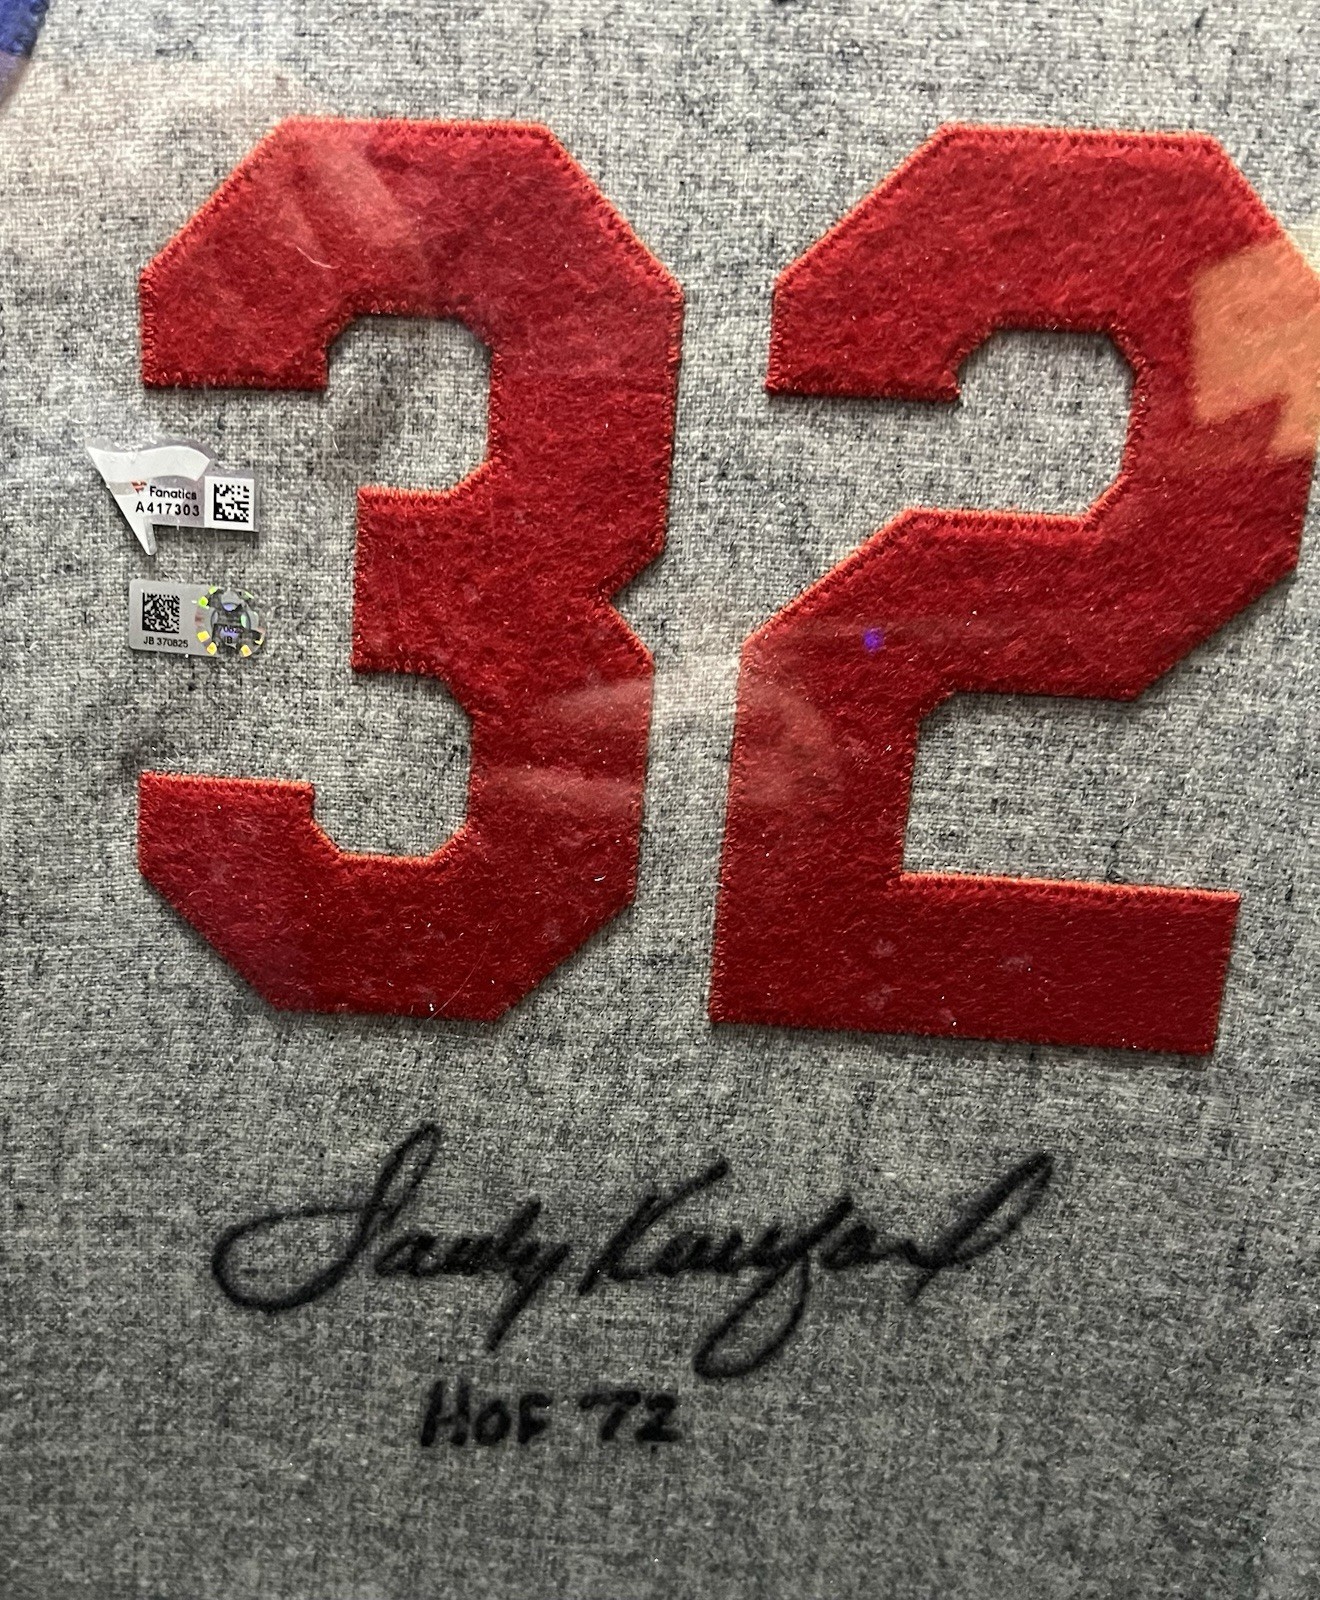 32
Fanatics
A417303
JB 370825
Sandy Koufax
HOF 72